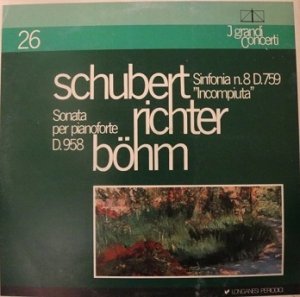 26
I grandi
Concerti
schubert
Sinfonia n.8 D.759
"Incompiuta"
Sonata
per pianoforte
D.958
richter
böhm
LONGANESI PERIODICI